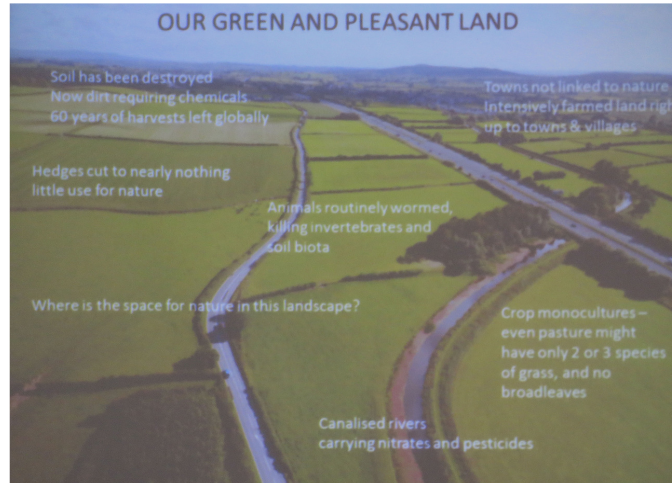 OUR GREEN AND PLEASANT LAND
Soil has been destroyed
Now dirt requiring chemicals
60 years of harvests left globally
Towns not linked to nature
Intensively farmed land righ
up to towns & villages
Hedges cut to nearly nothing
little use for nature
Animals routinely wormed,
killing invertebrates and
soil biota
Where is the space for nature in this landscape?
Crop monocultures –
even pasture might
have only 2 or 3 species
of grass, and no
broadleaves
Canalised rivers
carrying nitrates and pesticides